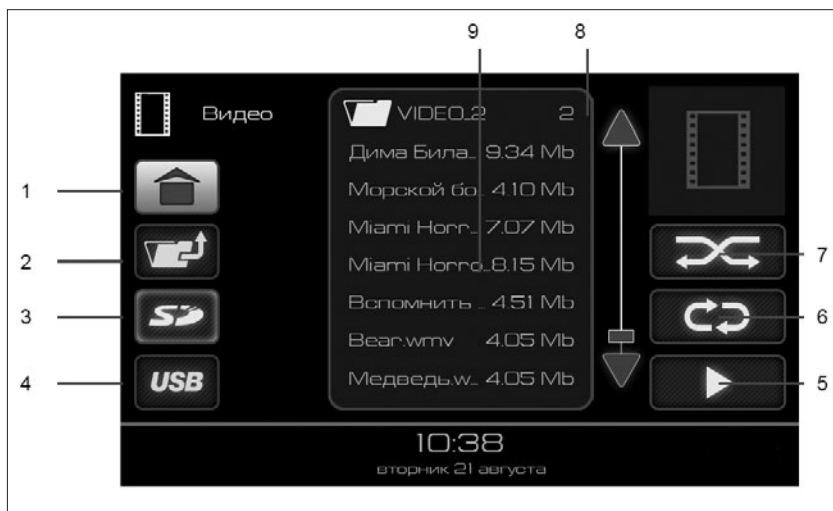 9 8
Видео
VIDEO_2 2
Дима Била_ 9.34 Mb
Морской бо_ 4.10 Mb
Miami Horr_ 7.07 Mb
Miami Horro_ 8.15 Mb
Вспомнить _ 4.51 Mb
Bear.wmv 4.05 Mb
Медведь.w_ 4.05 Mb
1
2
3 SD
4 USB
7
6
5
10:38
вторник 21 августа